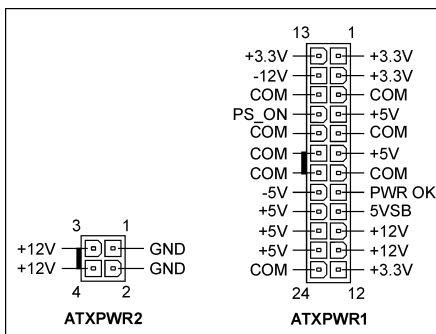 13 1
+3.3V +3.3V
-12V +3.3V
COM COM
PS_ON +5V
COM COM
COM +5V
COM COM
-5V PWR OK
+5V 5VSB
+5V +12V
+5V +12V
COM +3.3V
24 12
ATXPWR1
3 1
+12V GND
+12V GND
4 2
ATXPWR2